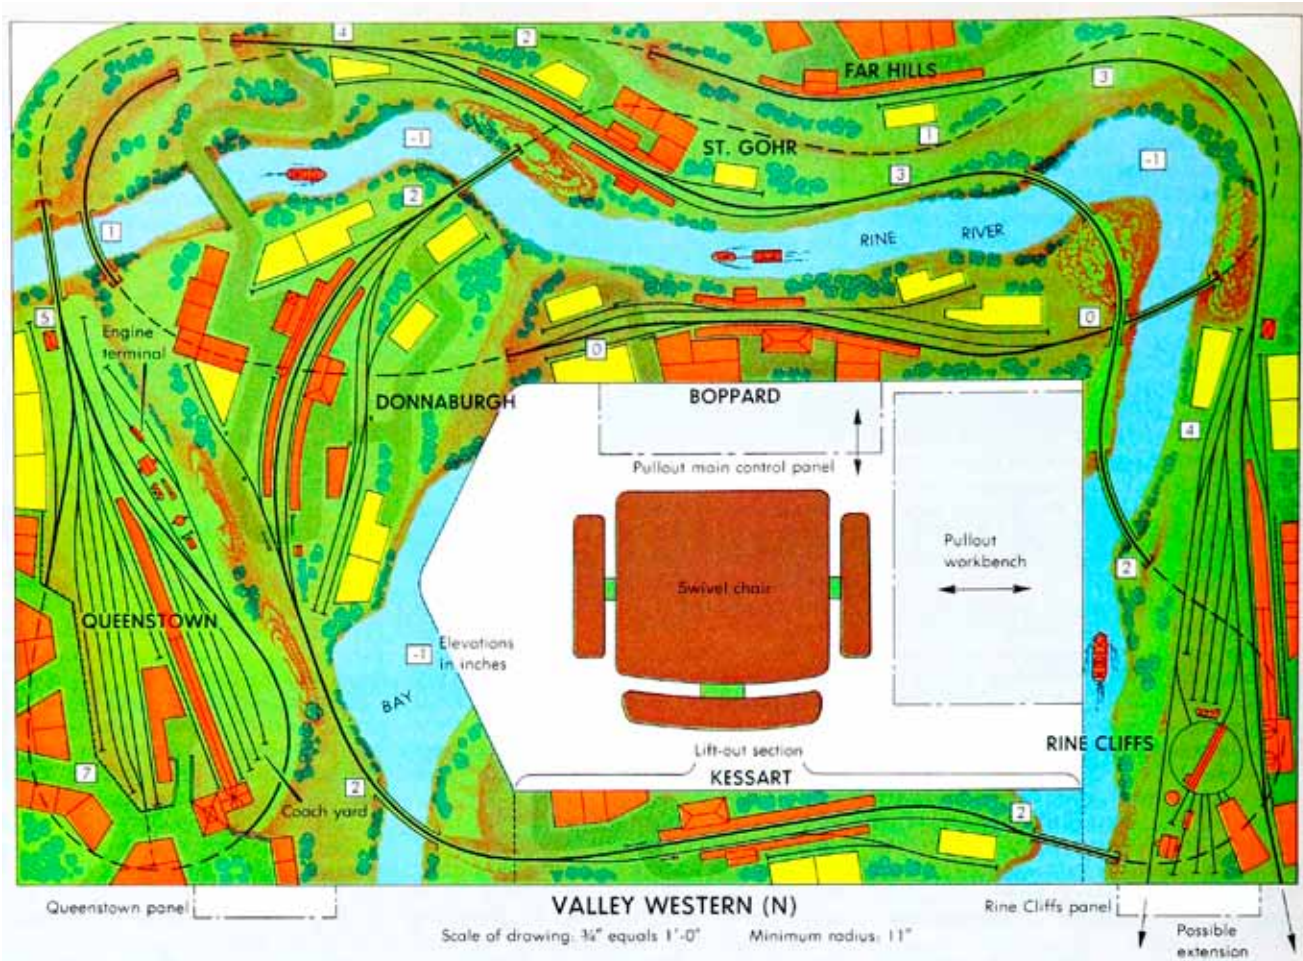 4
2
FAR HILLS
3
1
-1
ST. GOHR
-1
3
2
1
RINE RIVER
5
Engine
terminal
0
0
DONNABURGH
BOPPARD
4
Pullout main control panel
Pullout
workbench
2
Swivel chair
QUEENSTOWN
-1
Elevations
in inches
BAY
RINE CLIFFS
Lift-out section
KESSART
7
2
Coach yard
2
Queenstown panel
VALLEY WESTERN (N)
Rine Cliffs panel
Scale of drawing: ¾" equals 1'-0" Minimum radius: 11"
Possible
extension